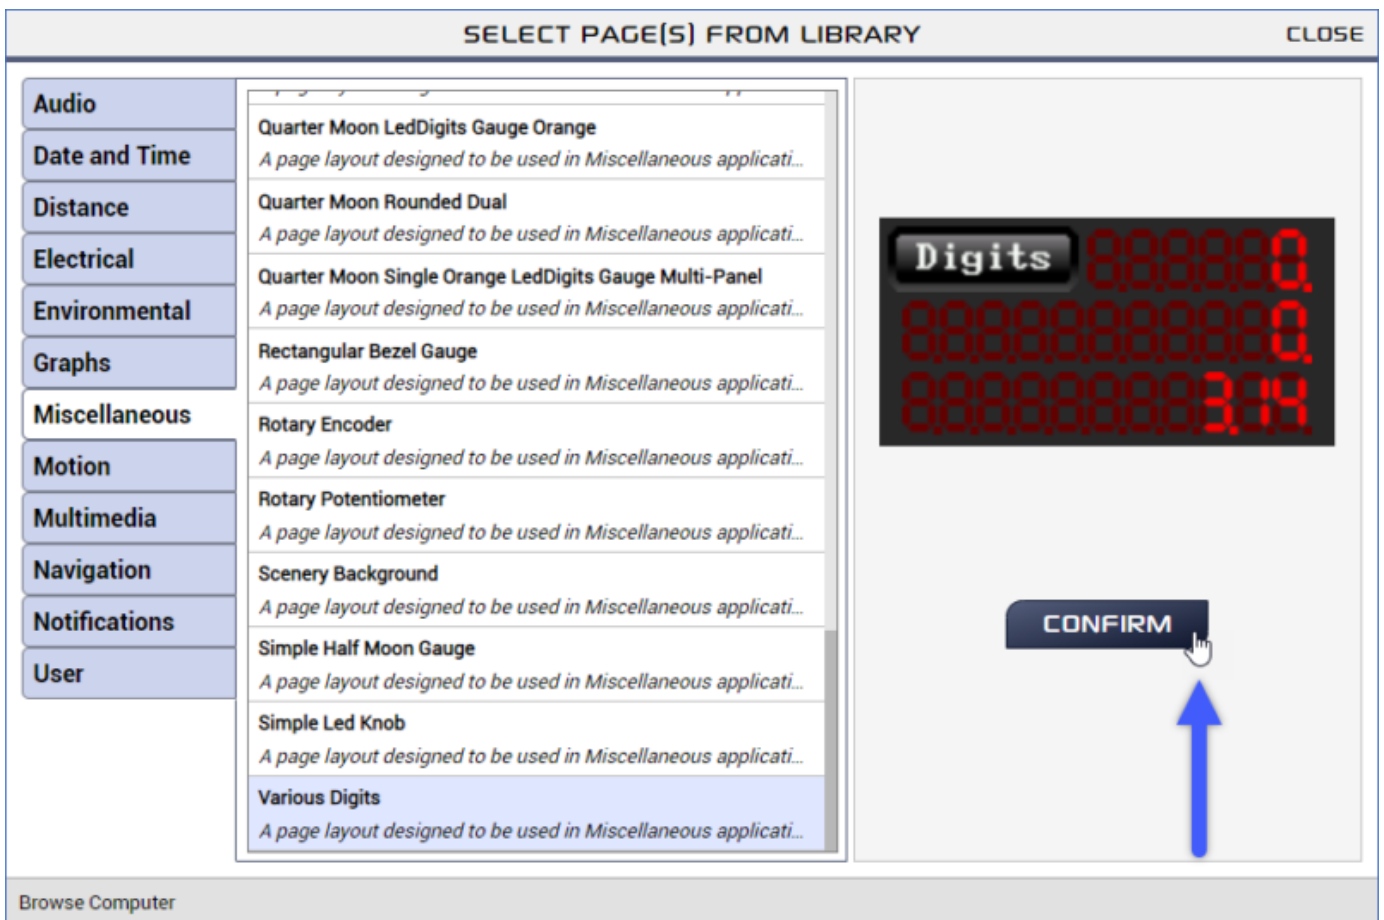 SELECT PAGE(S) FROM LIBRARY
CLOSE
Audio
Date and Time
Distance
Electrical
Environmental
Graphs
Miscellaneous
Motion
Multimedia
Navigation
Notifications
User
Quarter Moon LedDigits Gauge Orange
A page layout designed to be used in Miscellaneous applicati...
Quarter Moon Rounded Dual
A page layout designed to be used in Miscellaneous applicati...
Quarter Moon Single Orange LedDigits Gauge Multi-Panel
A page layout designed to be used in Miscellaneous applicati...
Rectangular Bezel Gauge
A page layout designed to be used in Miscellaneous applicati...
Rotary Encoder
A page layout designed to be used in Miscellaneous applicati...
Rotary Potentiometer
A page layout designed to be used in Miscellaneous applicati...
Scenery Background
A page layout designed to be used in Miscellaneous applicati...
Simple Half Moon Gauge
A page layout designed to be used in Miscellaneous applicati...
Simple Led Knob
A page layout designed to be used in Miscellaneous applicati...
Various Digits
A page layout designed to be used in Miscellaneous applicati...
Digits 0.
0.
3.14
CONFIRM
Browse Computer